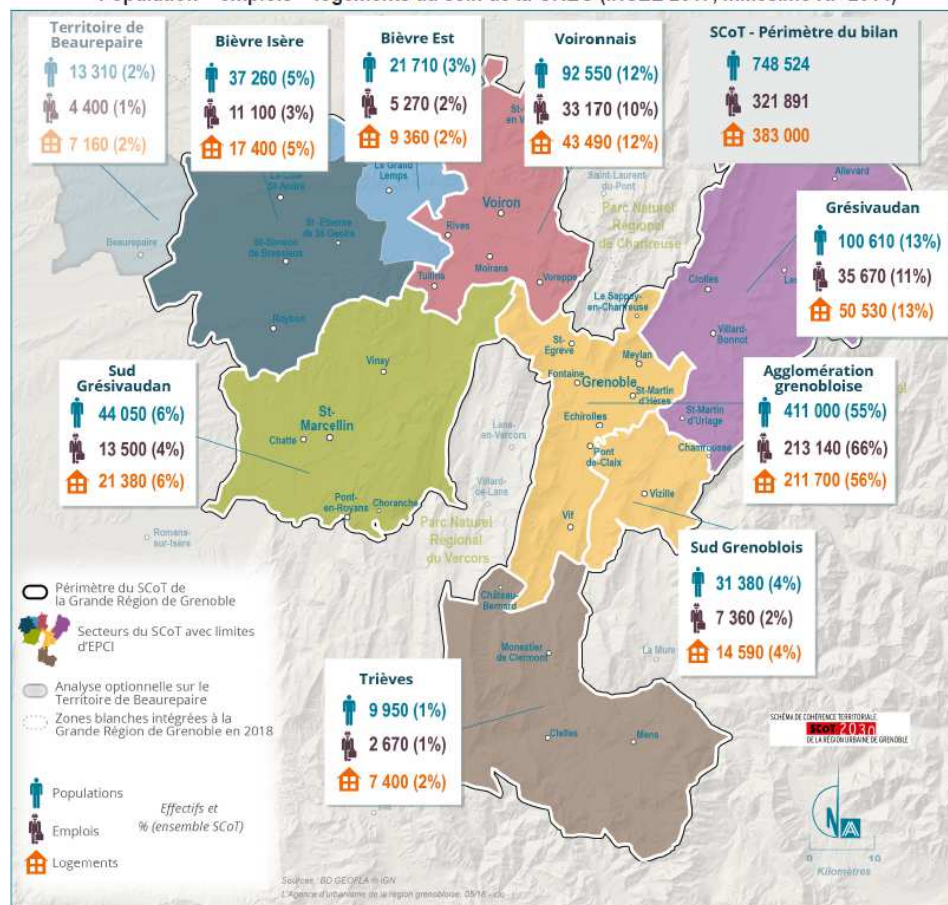 Territoire de
Beaurepaire
13 310 (2%)
4 400 (1%)
7 160 (2%)
Bièvre Isère
37 260 (5%)
11 100 (3%)
17 400 (5%)
Bièvre Est
21 710 (3%)
5 270 (2%)
9 360 (2%)
Voironnais
92 550 (12%)
33 170 (10%)
43 490 (12%)
SCoT - Périmètre du bilan
748 524
321 891
383 000
Le Grand
Lemps
St-Etienne
de St-Geoirs
St-Siméon
de Bressieux
Roybon
Beaurepaire
Voiron
Rives
Moirans
Tullins
Voreppe
Saint-Laurent
du-Pont
Parc Naturel
Régional
de Chartreuse
Le Sappey-
en-Chartreuse
Allevard
Grésivaudan
100 610 (13%)
35 670 (11%)
50 530 (13%)
Crolles
Villard-
Bonnot
Sud
Grésivaudan
44 050 (6%)
13 500 (4%)
21 380 (6%)
Vinay
St-
Marcellin
Chatte
Pont-
en-Royans
Choranche
Romans-
sur-Isère
St-
Egrève
Fontaine
Meylan
Grenoble
St-Martin
d'Hères
Echirolles
Pont
de-Claix
St-Martin
d'Uriage
Chamrousse
Agglomération
grenobloise
411 000 (55%)
213 140 (66%)
211 700 (56%)
Lans-
en-Vercors
Villard-
de-Lans
Parc Naturel
Régional
du Vercors
Vizille
Vif
Sud Grenoblois
31 380 (4%)
7 360 (2%)
14 590 (4%)
Château-
Bernard
Monestier
de Clermont
La Mure
Trièves
9 950 (1%)
2 670 (1%)
7 400 (2%)
Clelles
Mens
Périmètre du SCoT de
la Grande Région de Grenoble
Secteurs du SCoT avec limites
d'EPCI
Analyse optionnelle sur le
Territoire de Beaurepaire
Zones blanches intégrées à la
Grande Région de Grenoble en 2018
Populations
Emplois
Logements
Effectifs et
% (ensemble SCoT)
SCHÉMA DE COHÉRENCE TERRITORIALE
SCoT 2030
DE LA RÉGION URBAINE DE GRENOBLE
0 10
Kilomètres
Sources : BD GEOFLA © IGN
L'Agence d'urbanisme de la région grenobloise, 05/18